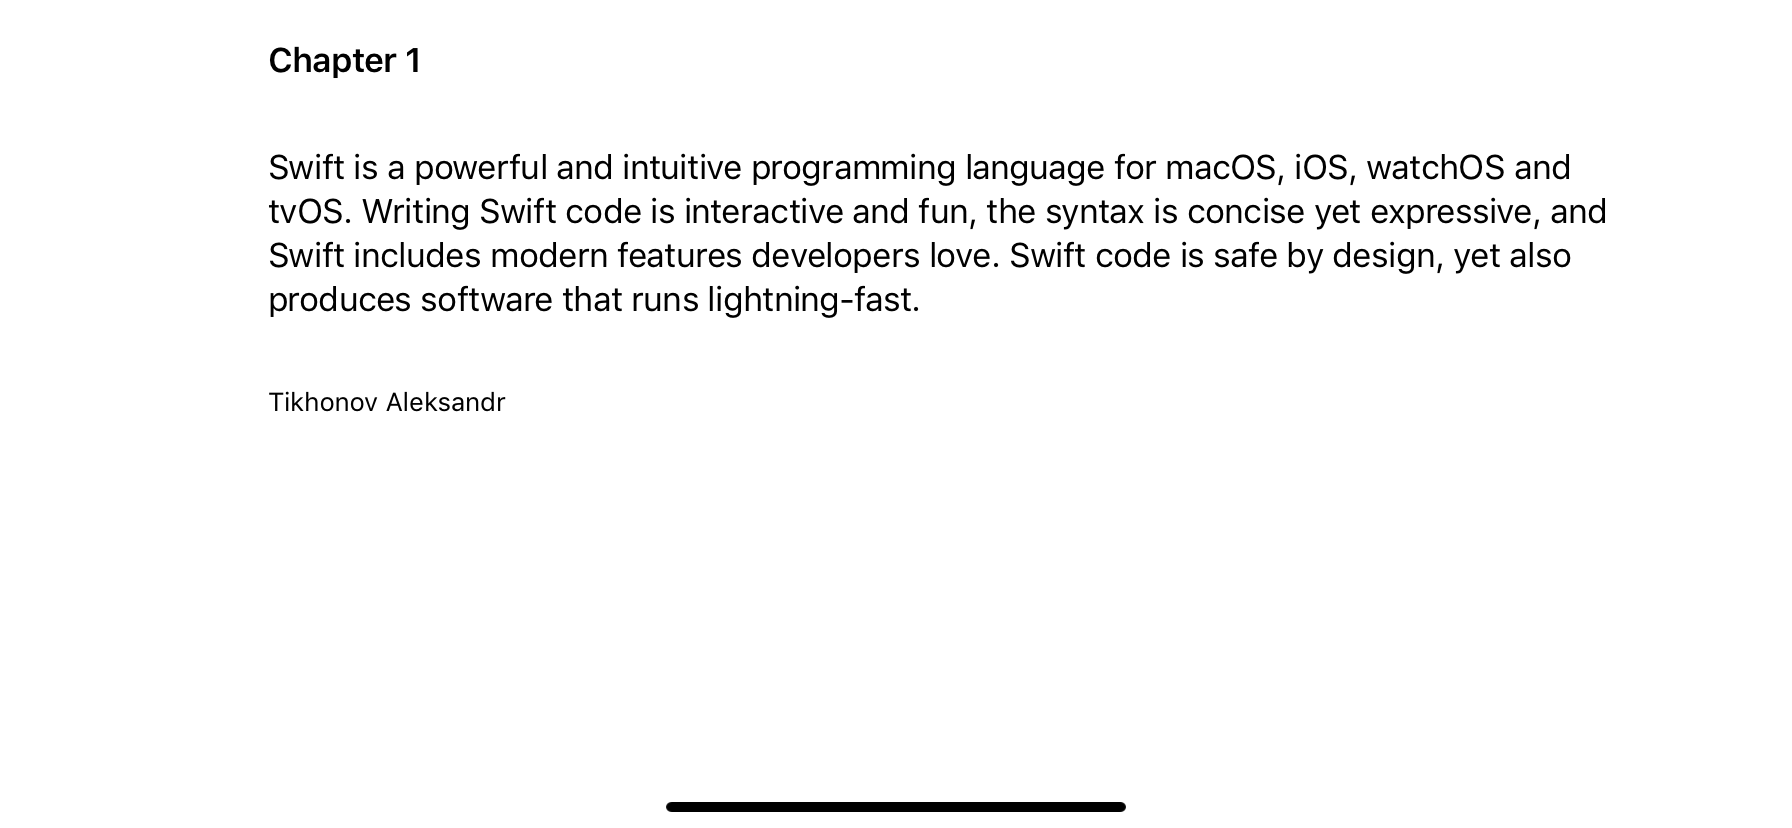 Chapter 1
Swift is a powerful and intuitive programming language for macOS, iOS, watchOS and
tvOS. Writing Swift code is interactive and fun, the syntax is concise yet expressive, and
Swift includes modern features developers love. Swift code is safe by design, yet also
produces software that runs lightning-fast.
Tikhonov Aleksandr